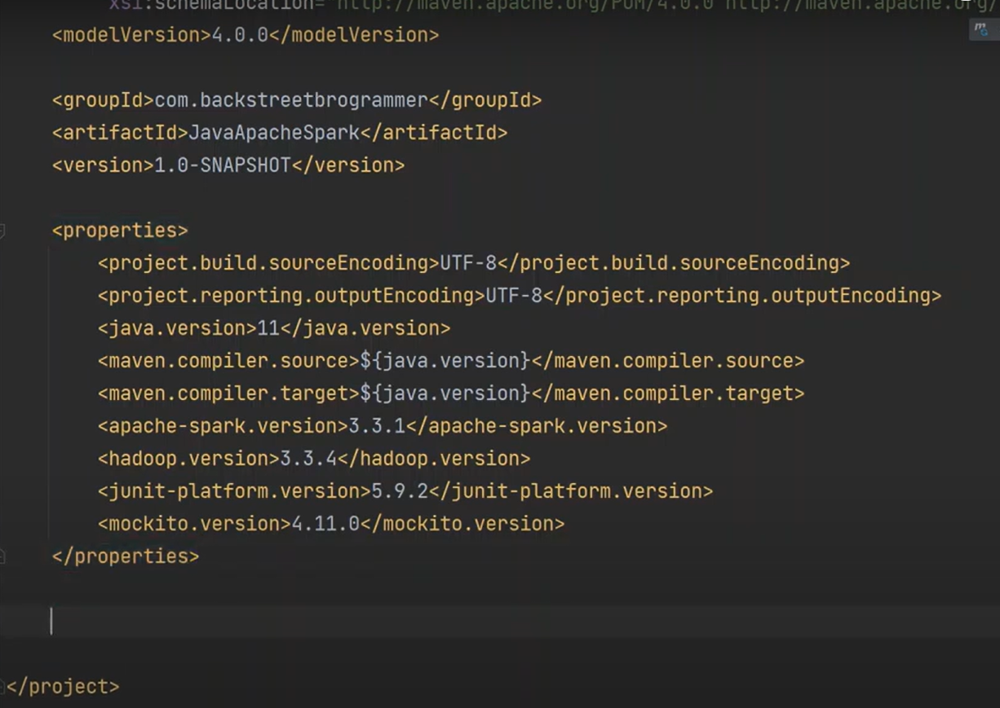 xsi:schemaLocation="http://maven.apache.org/POM/4.0.0 http://maven.apache.org/
<modelVersion>4.0.0</modelVersion>
<groupId>com.backstreetbrogrammer</groupId>
<artifactId>JavaApacheSpark</artifactId>
<version>1.0-SNAPSHOT</version>
<properties>
<project.build.sourceEncoding>UTF-8</project.build.sourceEncoding>
<project.reporting.outputEncoding>UTF-8</project.reporting.outputEncoding>
<java.version>11</java.version>
<maven.compiler.source>${java.version}</maven.compiler.source>
<maven.compiler.target>${java.version}</maven.compiler.target>
<apache-spark.version>3.3.1</apache-spark.version>
<hadoop.version>3.3.4</hadoop.version>
<junit-platform.version>5.9.2</junit-platform.version>
<mockito.version>4.11.0</mockito.version>
</properties>
</project>